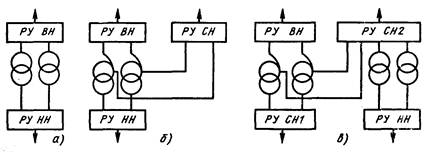 РУ ВН
РУ НН
а)
РУ ВН
РУ СН
РУ НН
б)
РУ ВН
РУ СН2
РУ СН1
РУ НН
в)